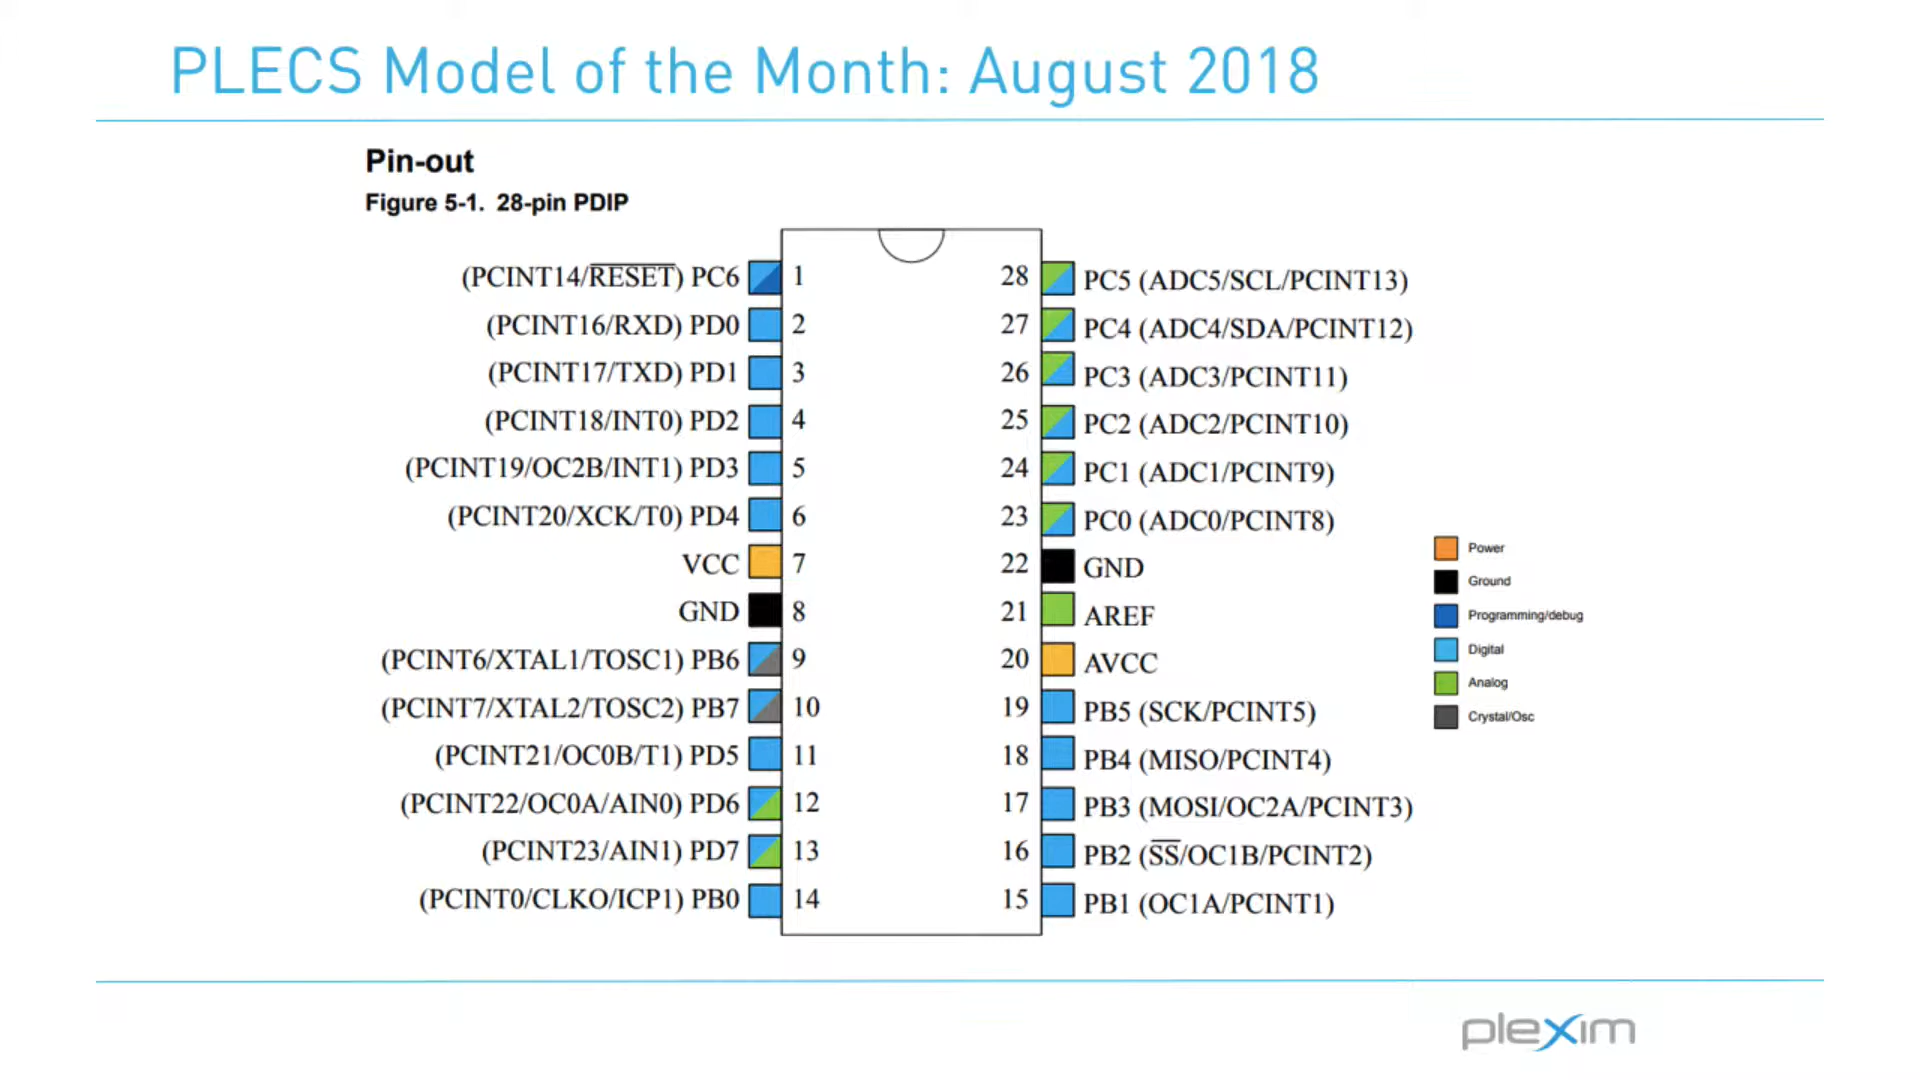 PLECS Model of the Month: August 2018
Pin-out
Figure 5-1. 28-pin PDIP
(PCINT14/RESET) PC6 1
(PCINT16/RXD) PD0 2
(PCINT17/TXD) PD1 3
(PCINT18/INT0) PD2 4
(PCINT19/OC2B/INT1) PD3 5
(PCINT20/XCK/T0) PD4 6
VCC 7
GND 8
(PCINT6/XTAL1/TOSC1) PB6 9
(PCINT7/XTAL2/TOSC2) PB7 10
(PCINT21/OC0B/T1) PD5 11
(PCINT22/OC0A/AIN0) PD6 12
(PCINT23/AIN1) PD7 13
(PCINT0/CLKO/ICP1) PB0 14
28 PC5 (ADC5/SCL/PCINT13)
27 PC4 (ADC4/SDA/PCINT12)
26 PC3 (ADC3/PCINT11)
25 PC2 (ADC2/PCINT10)
24 PC1 (ADC1/PCINT9)
23 PC0 (ADC0/PCINT8)
22 GND
21 AREF
20 AVCC
19 PB5 (SCK/PCINT5)
18 PB4 (MISO/PCINT4)
17 PB3 (MOSI/OC2A/PCINT3)
16 PB2 (SS/OC1B/PCINT2)
15 PB1 (OC1A/PCINT1)
Power
Ground
Programming/debug
Digital
Analog
Crystal/Osc
plexim